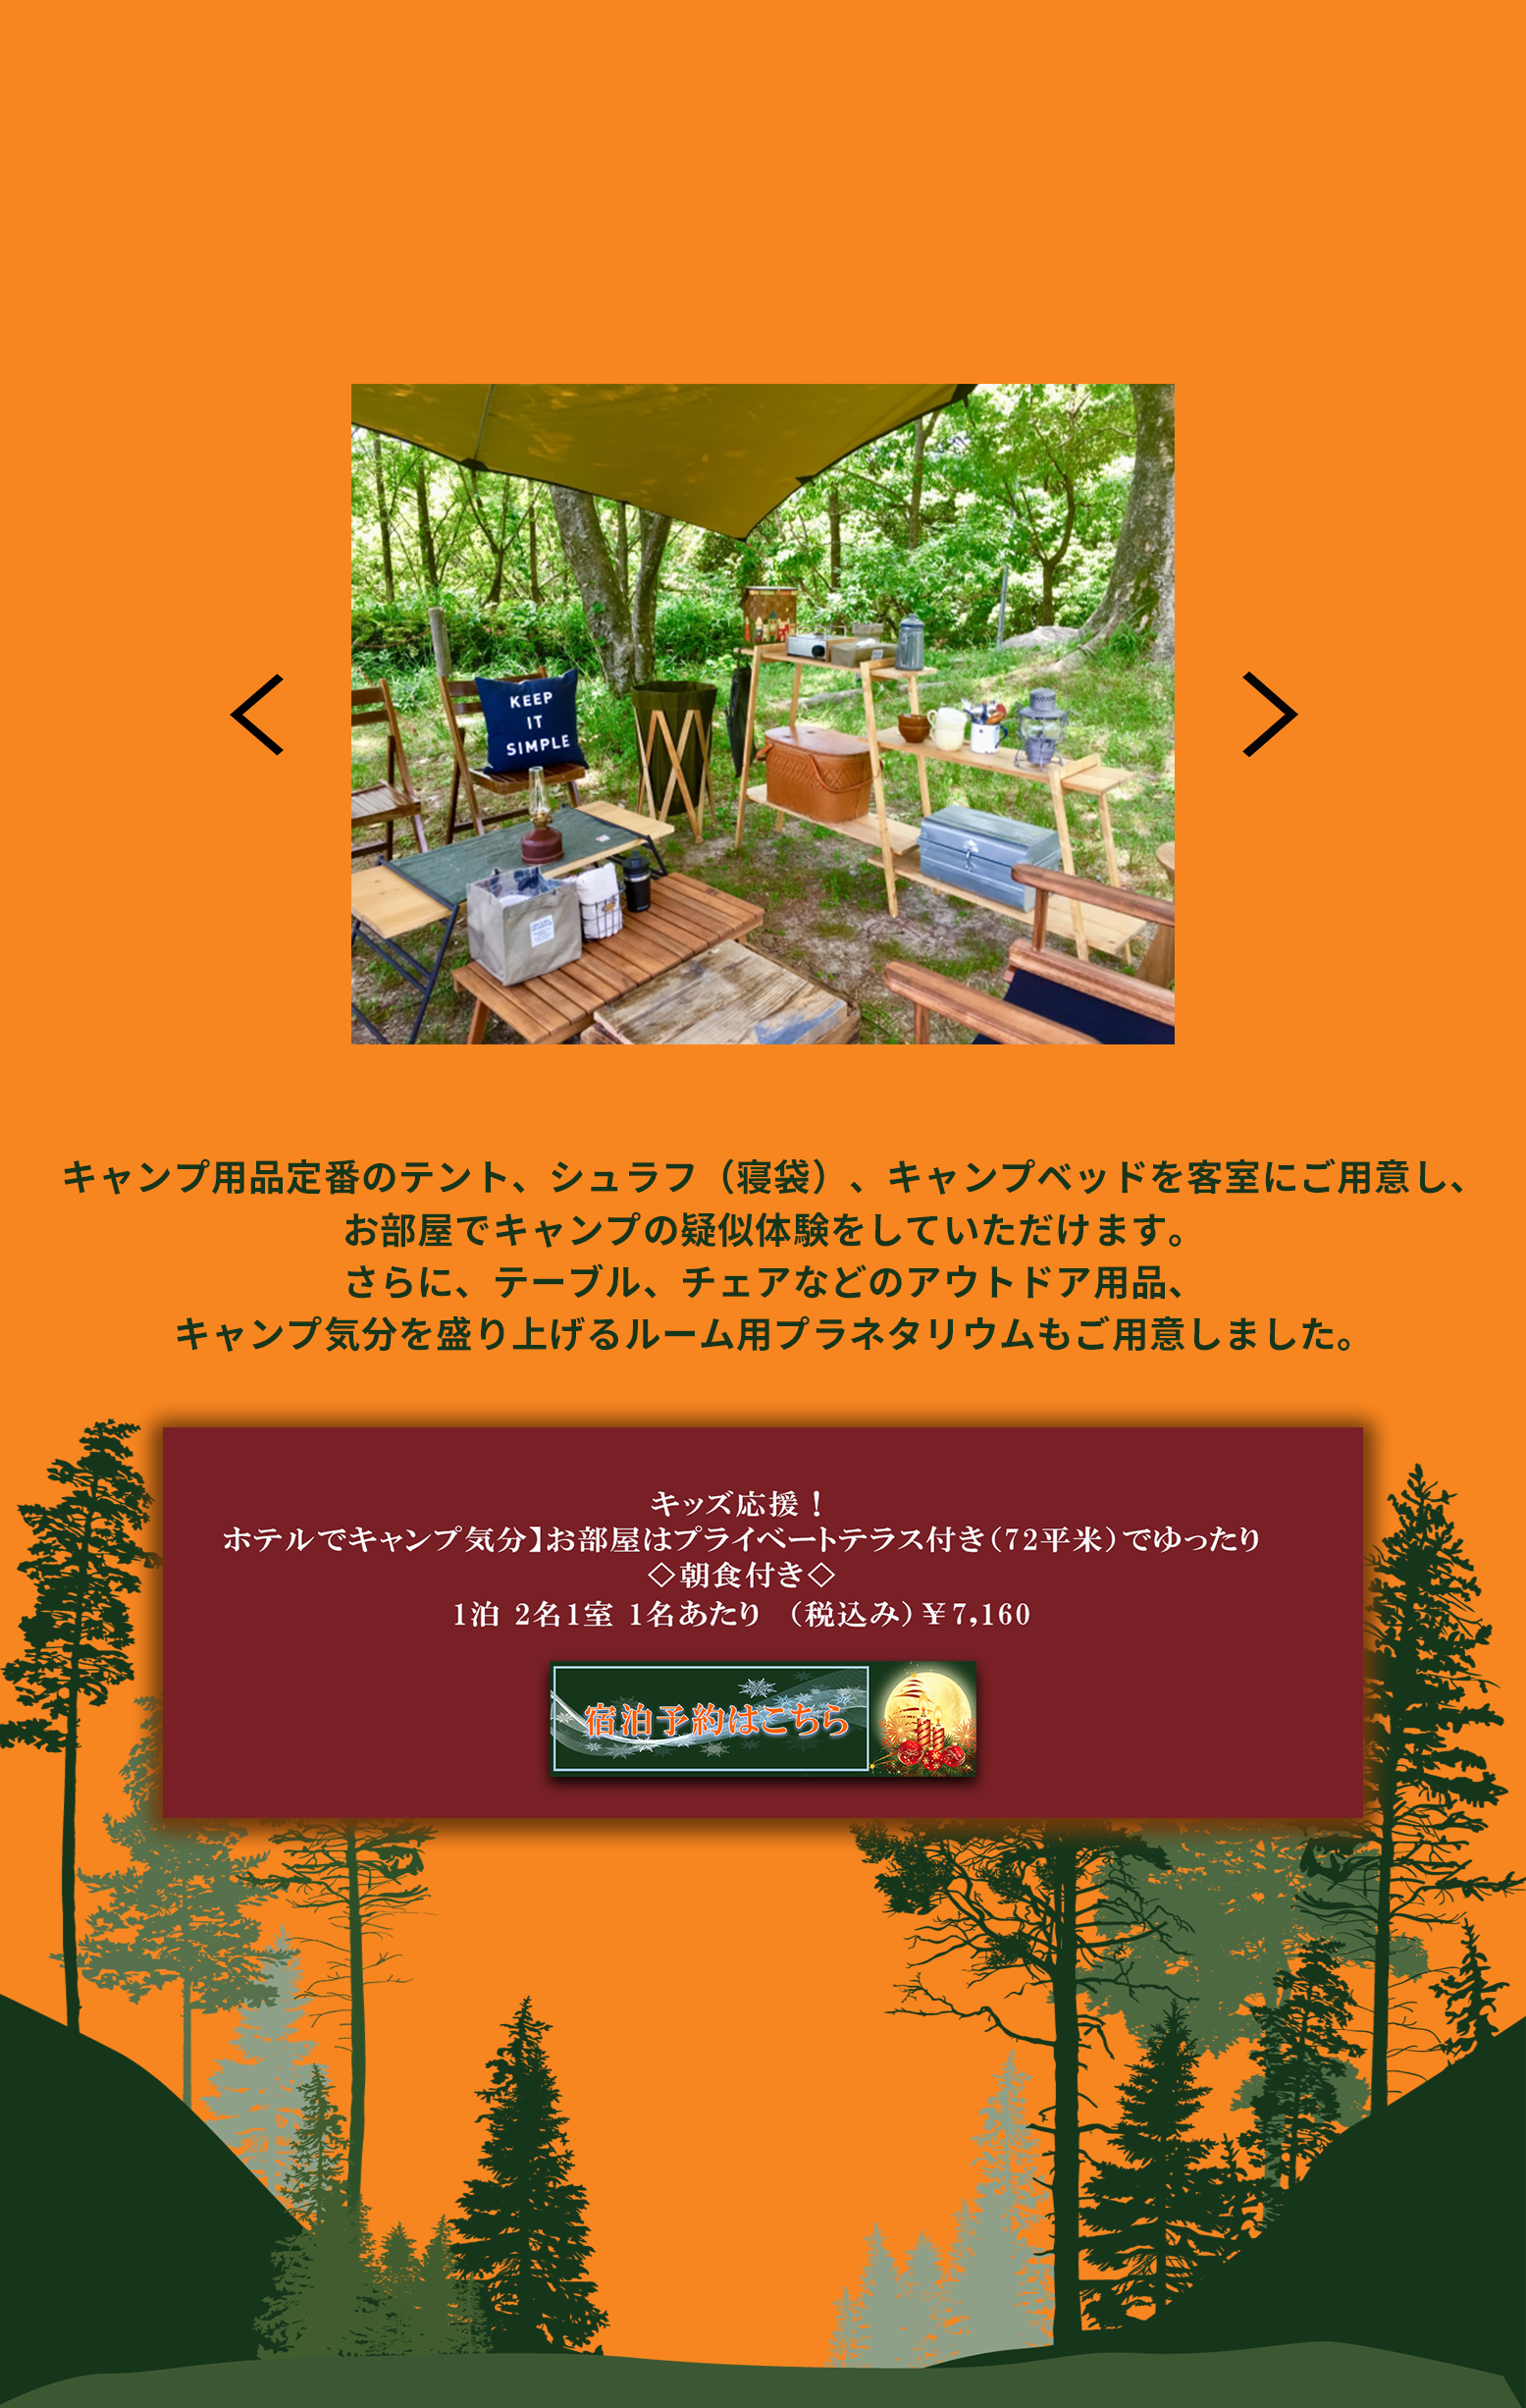 KEEP
IT
SIMPLE
キャンプ用品定番のテント、シュラフ（寝袋）、キャンプベッドを客室にご用意し、
お部屋でキャンプの疑似体験をしていただけます。
さらに、テーブル、チェアなどのアウトドア用品、
キャンプ気分を盛り上げるルーム用プラネタリウムもご用意しました。
キッズ応援！
ホテルでキャンプ気分】お部屋はプライベートテラス付き（72平米）でゆったり
◇朝食付き◇
1泊 2名1室 1名あたり （税込み）￥7,160
宿泊予約はこちら